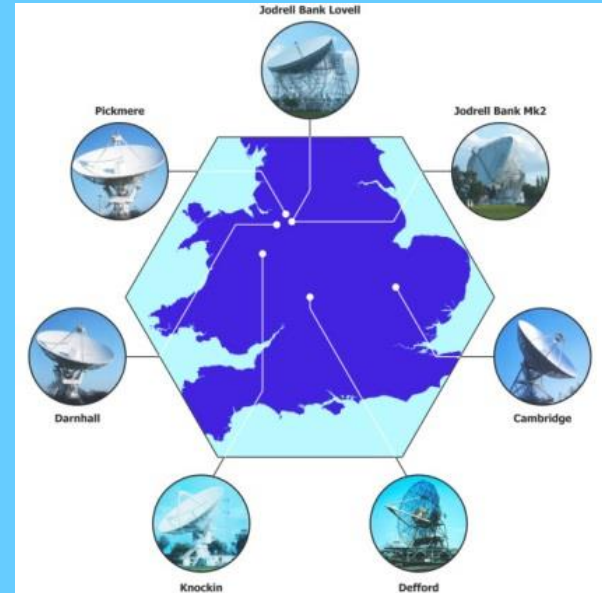 Jodrell Bank Lovell
Pickmere
Jodrell Bank Mk2
Darnhall
Cambridge
Knockin
Defford